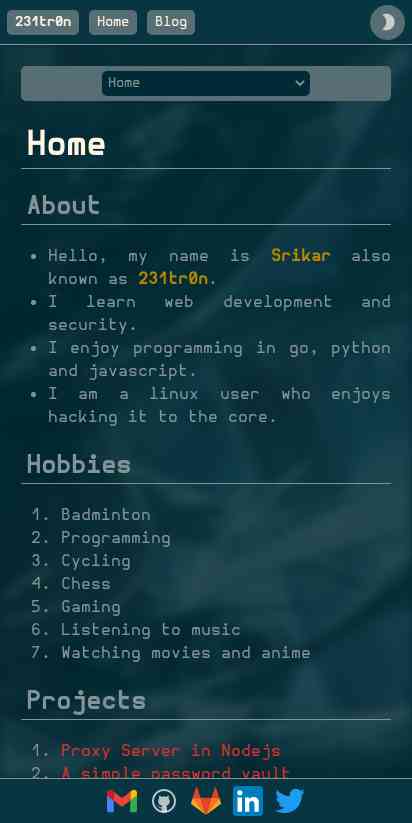 231tr0n Home Blog
Home
Home
About
Hello, my name is Srikar also
known as 231tr0n.
I learn web development and
security.
I enjoy programming in go, python
and javascript.
I am a linux user who enjoys
hacking it to the core.
Hobbies
1. Badminton
2. Programming
3. Cycling
4. Chess
5. Gaming
6. Listening to music
7. Watching movies and anime
Projects
1. Proxy Server in Nodejs
2. A simple password vault
in